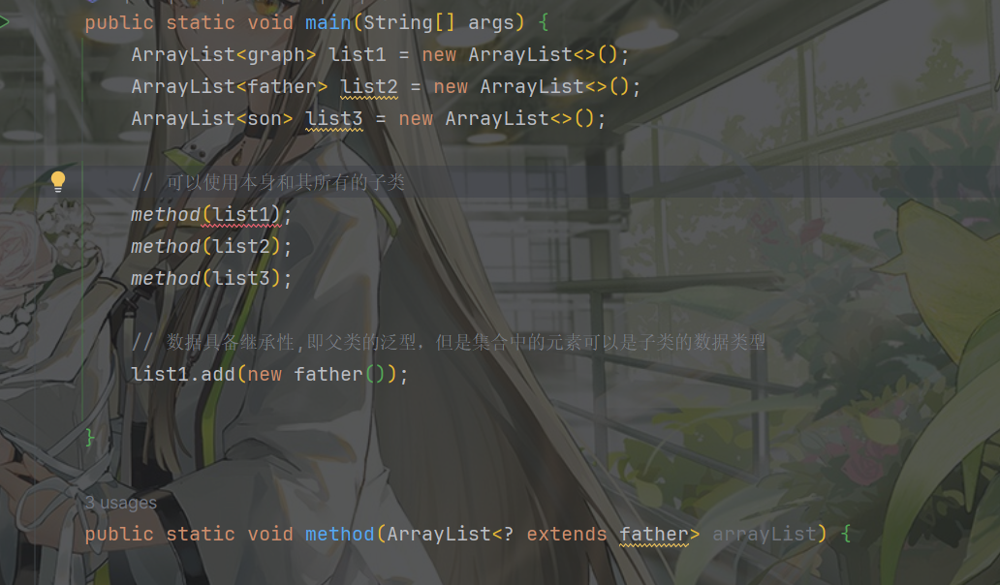 public static void main(String[] args) {
ArrayList<graph> list1 = new ArrayList<>();
ArrayList<father> list2 = new ArrayList<>();
ArrayList<son> list3 = new ArrayList<>();
// 可以使用本身和其所有的子类
method(list1);
method(list2);
method(list3);
// 数据具备继承性,即父类的泛型，但是集合中的元素可以是子类的数据类型
list1.add(new father());
}
3 usages
public static void method(ArrayList<? extends father> arrayList) {